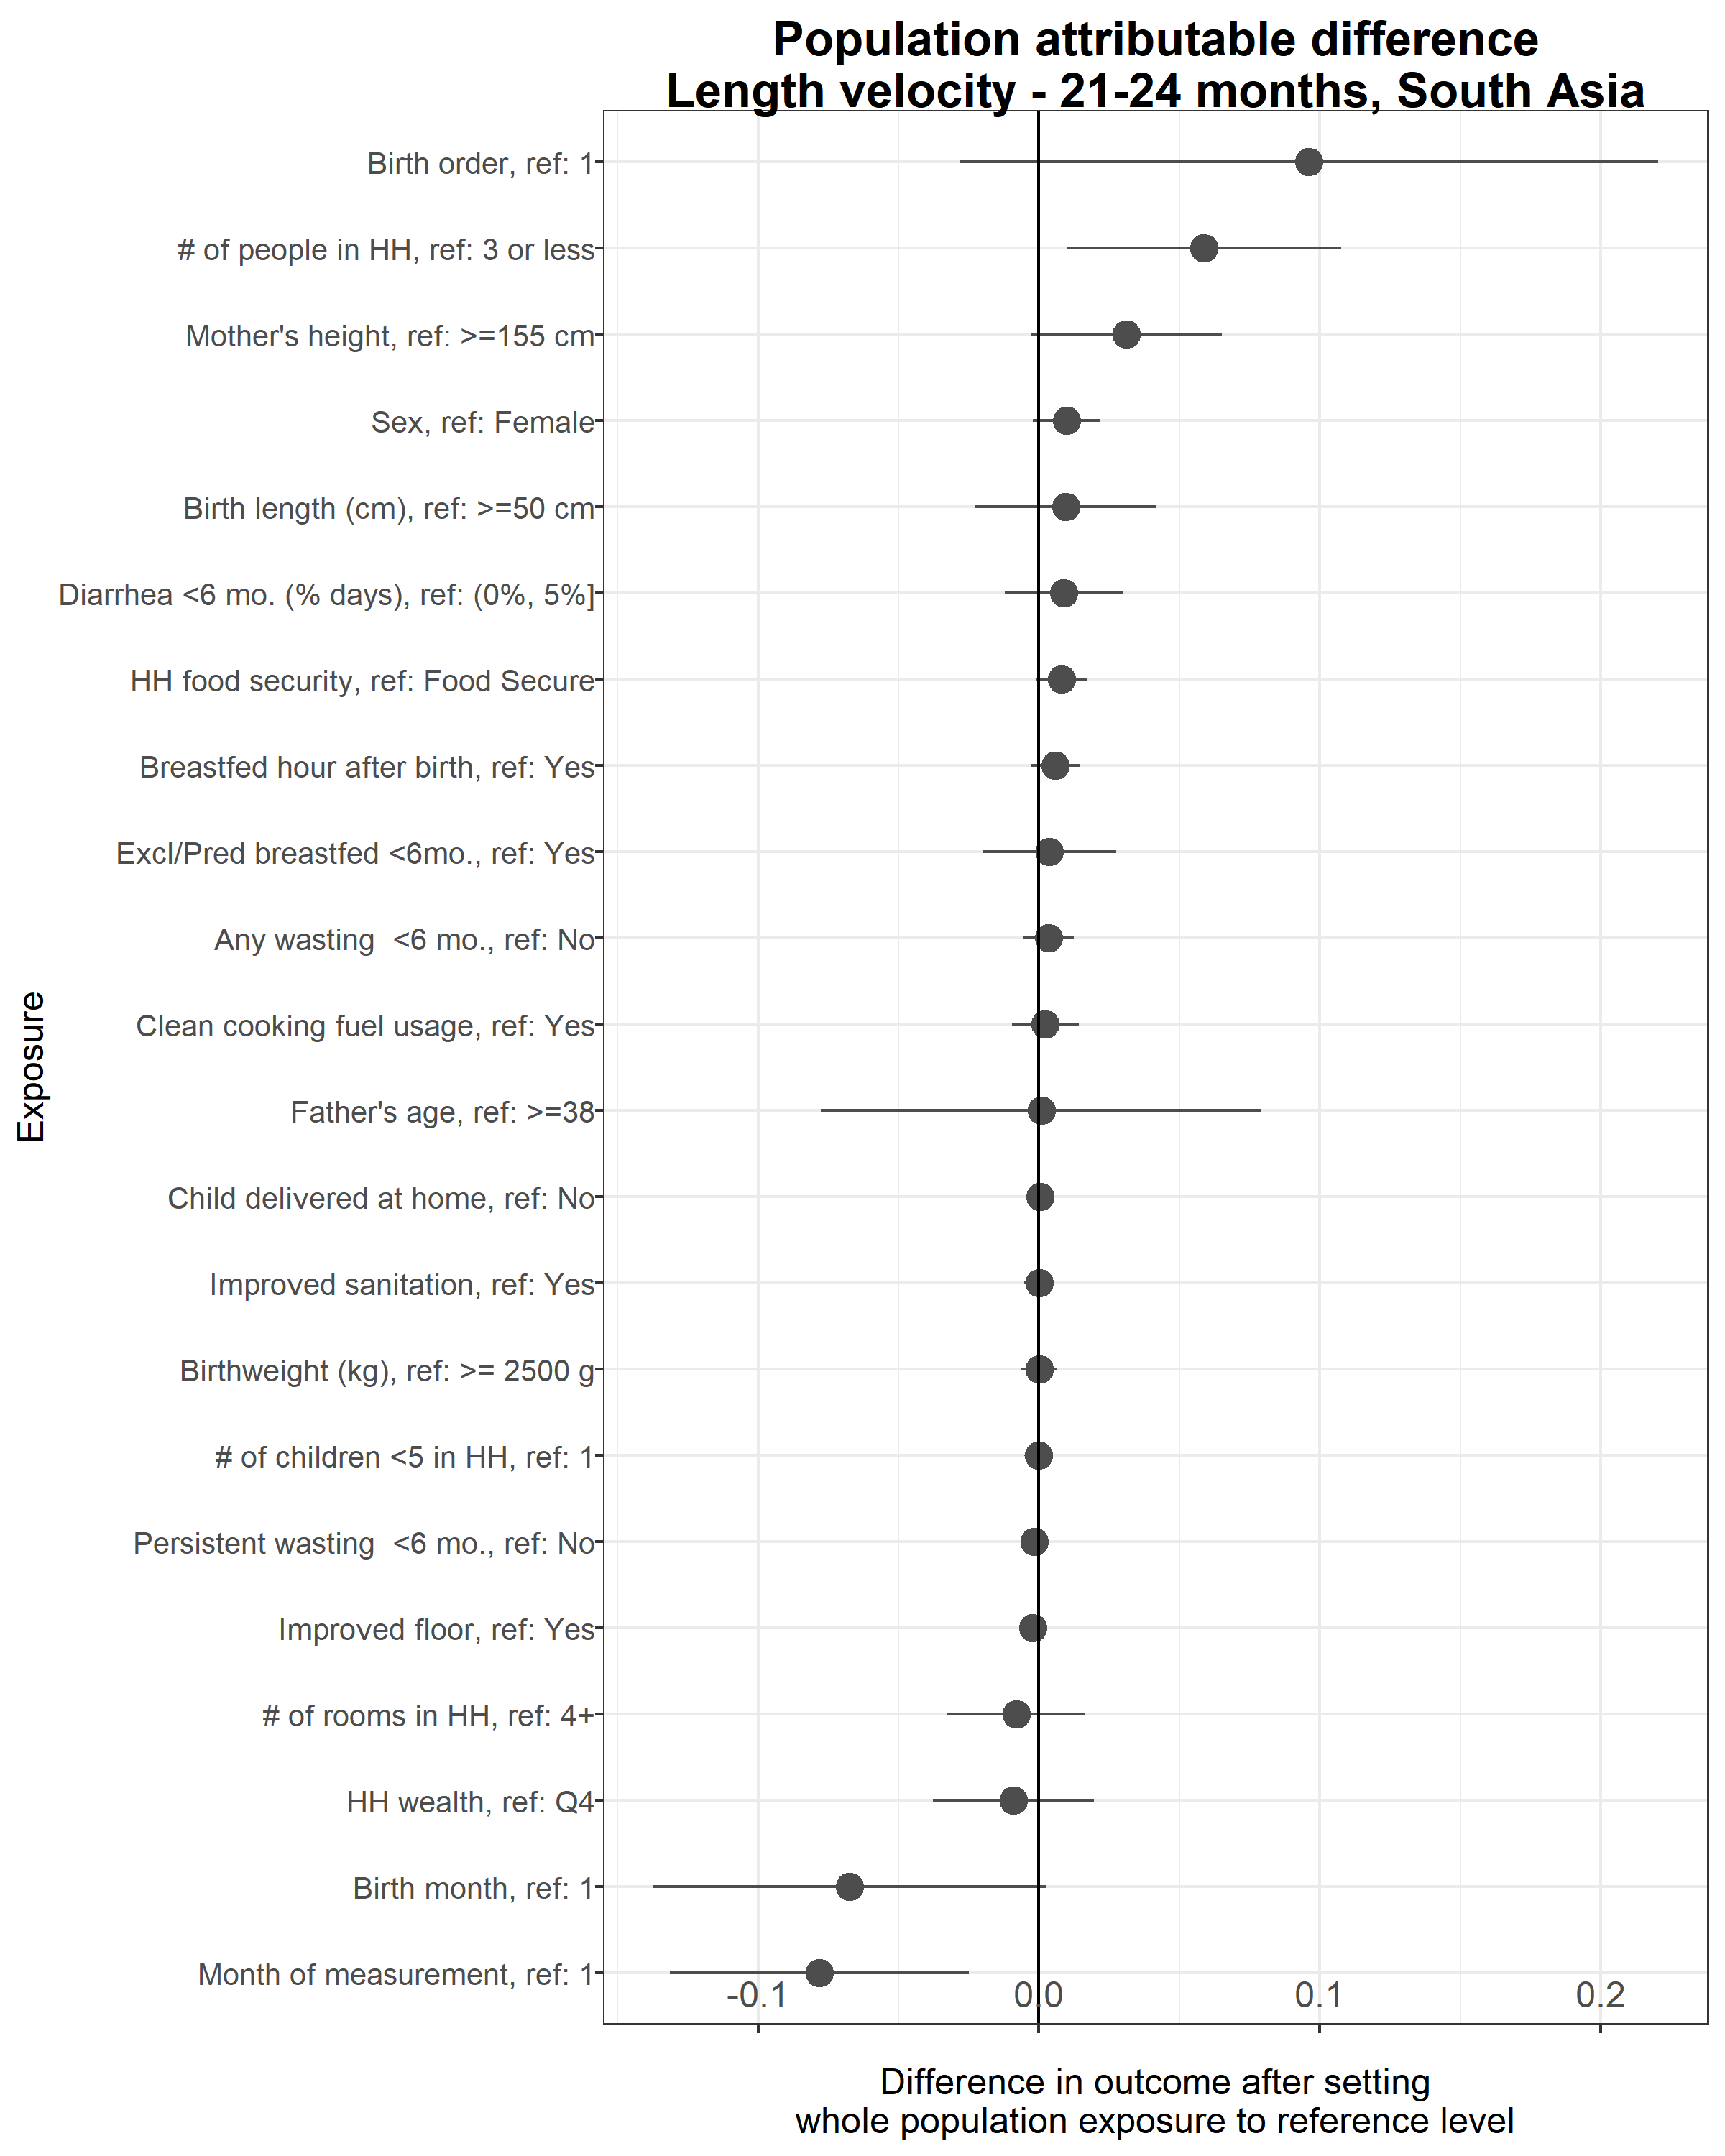 Population attributable difference
Length velocity - 21-24 months, South Asia
Birth order, ref: 1
# of people in HH, ref: 3 or less
Mother's height, ref: >=155 cm
Sex, ref: Female
Birth length (cm), ref: >=50 cm
Diarrhea <6 mo. (% days), ref: (0%, 5%]
HH food security, ref: Food Secure
Breastfed hour after birth, ref: Yes
Excl/Pred breastfed <6mo., ref: Yes
Any wasting  <6 mo., ref: No
Clean cooking fuel usage, ref: Yes
Father's age, ref: >=38
Child delivered at home, ref: No
Improved sanitation, ref: Yes
Birthweight (kg), ref: >= 2500 g
# of children <5 in HH, ref: 1
Persistent wasting  <6 mo., ref: No
Improved floor, ref: Yes
# of rooms in HH, ref: 4+
HH wealth, ref: Q4
Birth month, ref: 1
Month of measurement, ref: 1
Exposure
-0.1 0.0 0.1 0.2
Difference in outcome after setting
whole population exposure to reference level